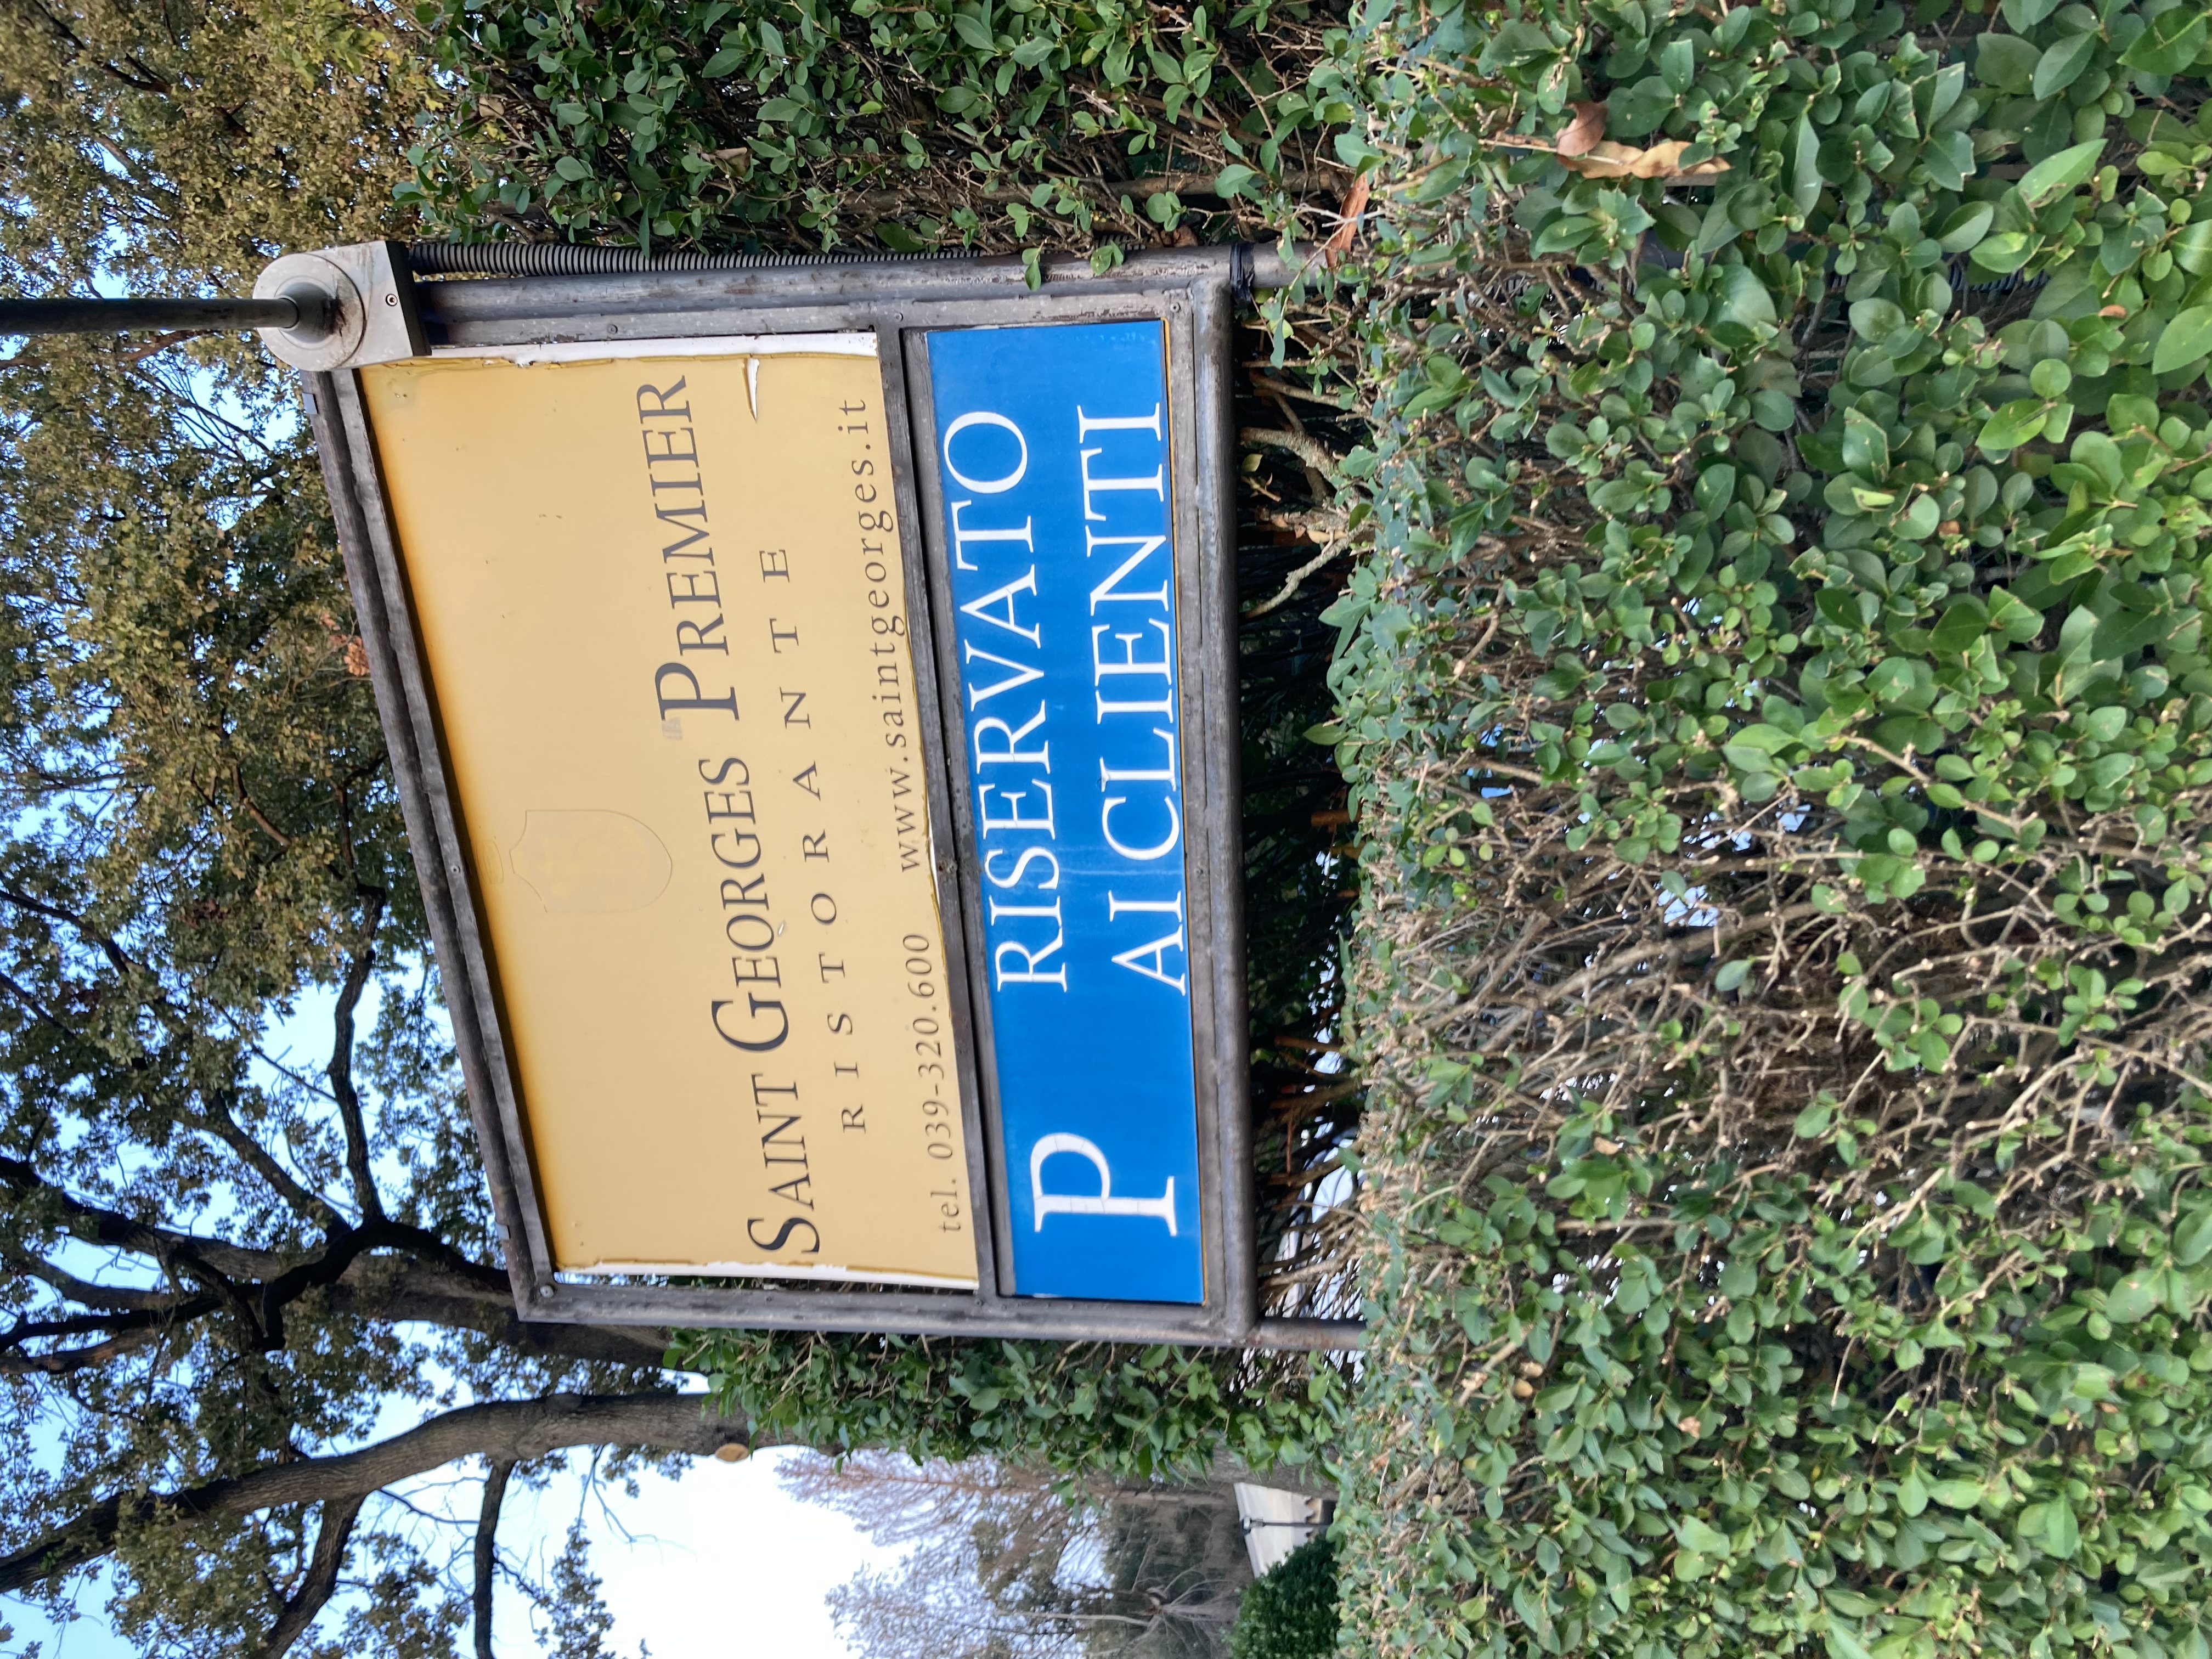 SAINT GEORGES PREMIER
RISTORANTE
tel. 039-320.600 www.saintgeorges.it
P RISERVATO
AI CLIENTI